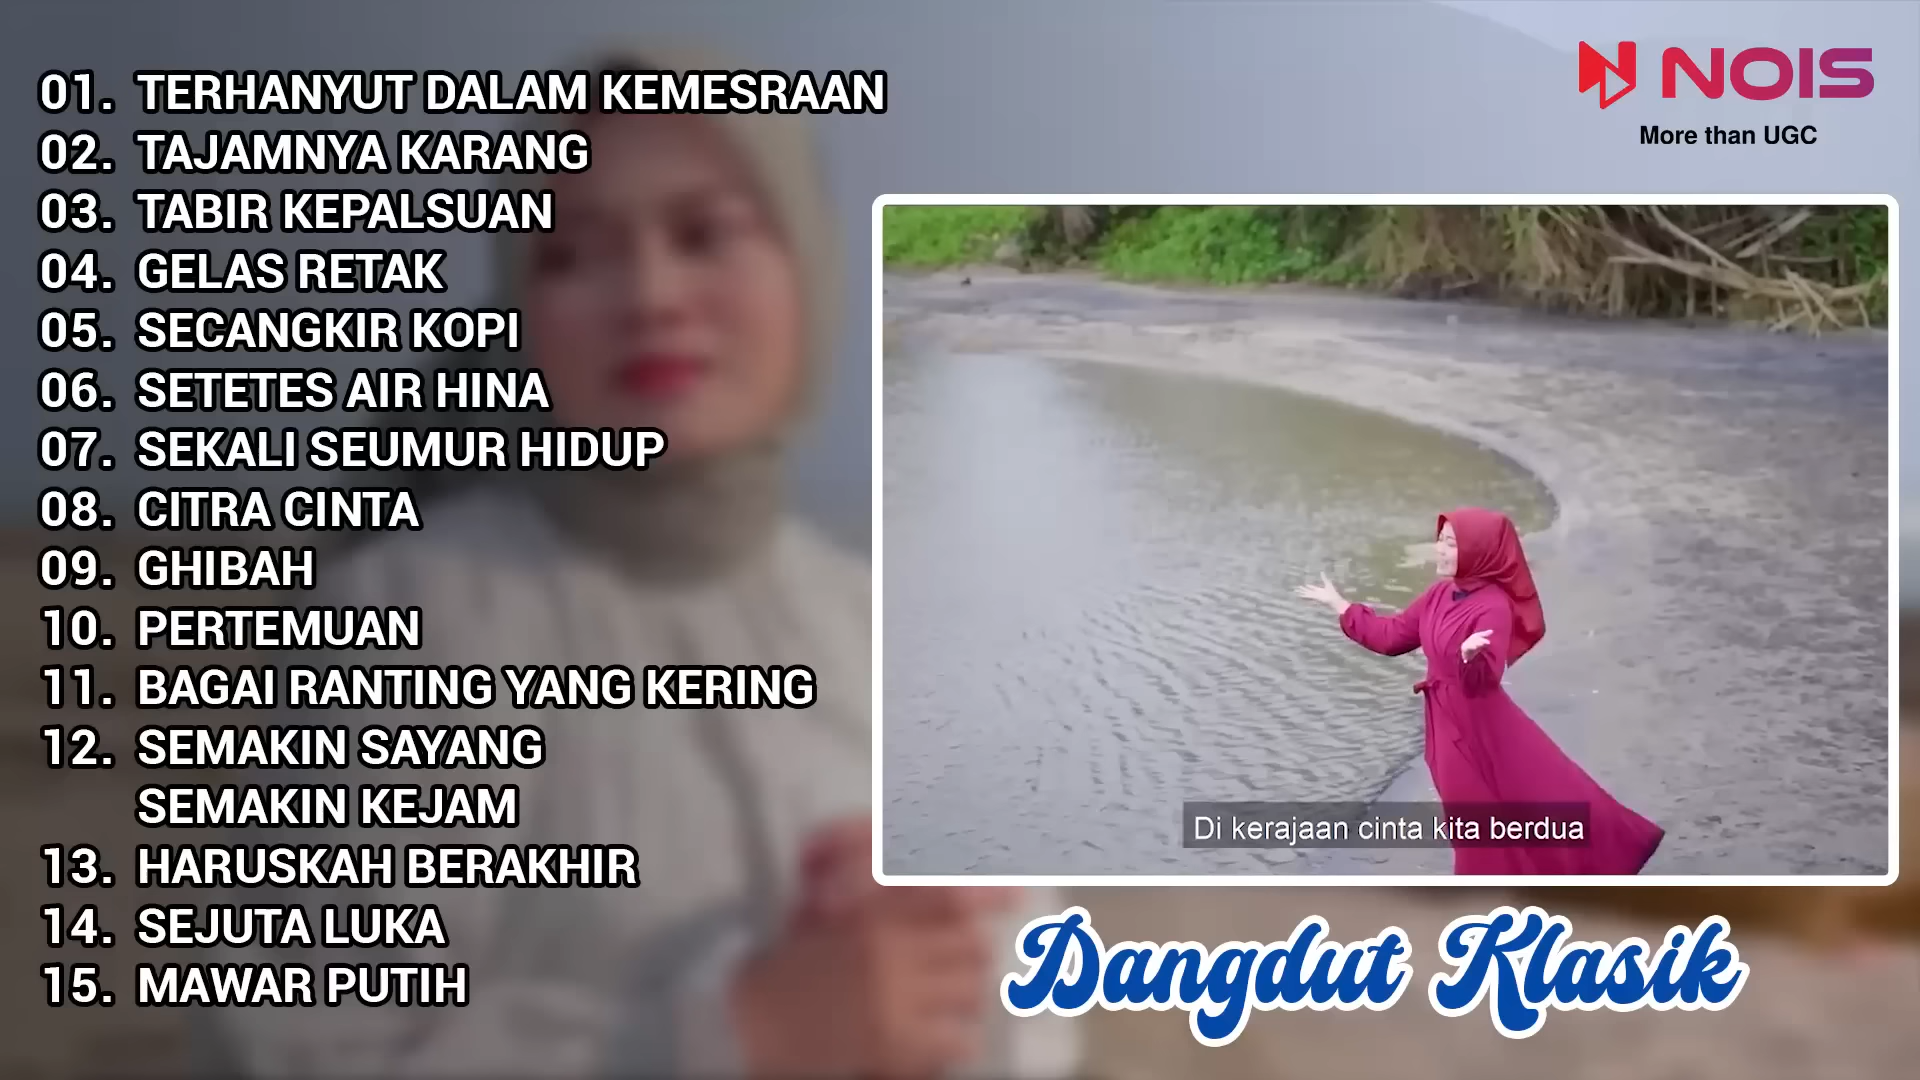 01. TERHANYUT DALAM KEMESRAAN
02. TAJAMNYA KARANG
03. TABIR KEPALSUAN
04. GELAS RETAK
05. SECANGKIR KOPI
06. SETETES AIR HINA
07. SEKALI SEUMUR HIDUP
08. CITRA CINTA
09. GHIBAH
10. PERTEMUAN
11. BAGAI RANTING YANG KERING
12. SEMAKIN SAYANG
SEMAKIN KEJAM
13. HARUSKAH BERAKHIR
14. SEJUTA LUKA
15. MAWAR PUTIH
NOIS
More than UGC
Di kerajaan cinta kita berdua
Dangdut Klasik